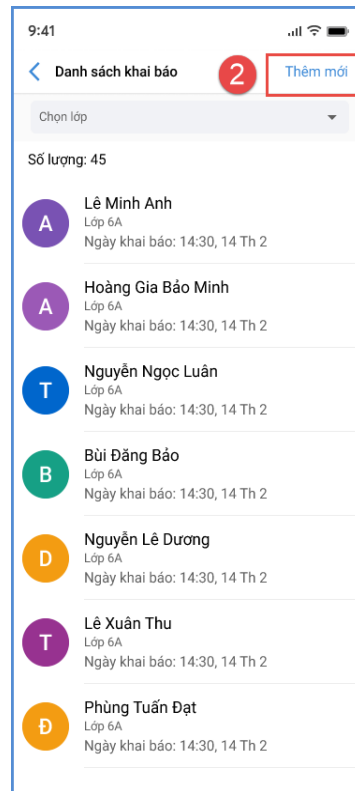 9:41
Danh sách khai báo 2 Thêm mới
Chọn lớp
Số lượng: 45
A Lê Minh Anh
Lớp 6A
Ngày khai báo: 14:30, 14 Th 2
A Hoàng Gia Bảo Minh
Lớp 6A
Ngày khai báo: 14:30, 14 Th 2
T Nguyễn Ngọc Luân
Lớp 6A
Ngày khai báo: 14:30, 14 Th 2
B Bùi Đăng Bảo
Lớp 6A
Ngày khai báo: 14:30, 14 Th 2
D Nguyễn Lê Dương
Lớp 6A
Ngày khai báo: 14:30, 14 Th 2
T Lê Xuân Thu
Lớp 6A
Ngày khai báo: 14:30, 14 Th 2
Đ Phùng Tuấn Đạt
Lớp 6A
Ngày khai báo: 14:30, 14 Th 2